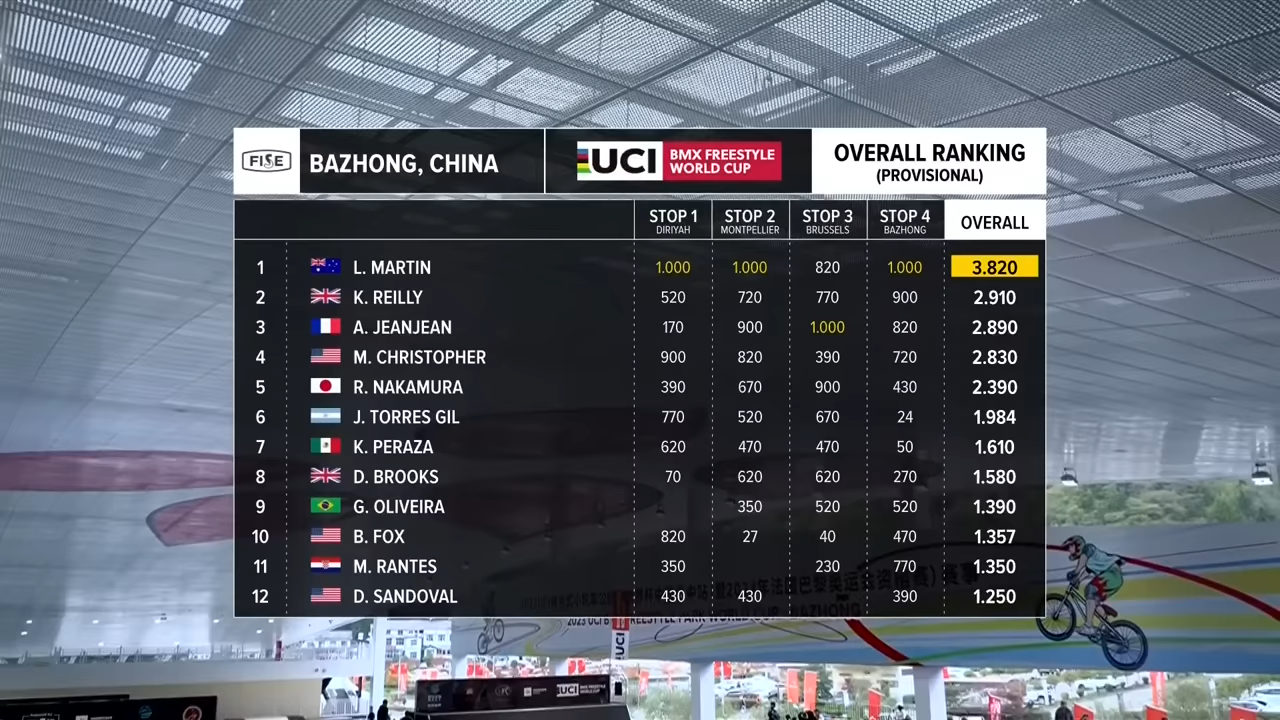 FISE
BAZHONG, CHINA
UCI
BMX FREESTYLE
WORLD CUP
OVERALL RANKING
(PROVISIONAL)
STOP 1 STOP 2 STOP 3 STOP 4 OVERALL
DIRIYAH MONTPELLIER BRUSSELS BAZHONG
1 L. MARTIN 1.000 1.000 820 1.000 3.820
2 K. REILLY 520 720 770 900 2.910
3 A. JEANJEAN 170 900 1.000 820 2.890
4 M. CHRISTOPHER 900 820 390 720 2.830
5 R. NAKAMURA 390 670 900 430 2.390
6 J. TORRES GIL 770 520 670 24 1.984
7 K. PERAZA 620 470 470 50 1.610
8 D. BROOKS 70 620 620 270 1.580
9 G. OLIVEIRA 350 520 520 1.390
10 B. FOX 820 27 40 470 1.357
11 M. RANTES 350 230 770 1.350
12 D. SANDOVAL 430 430 390 1.250
UCI
UCI